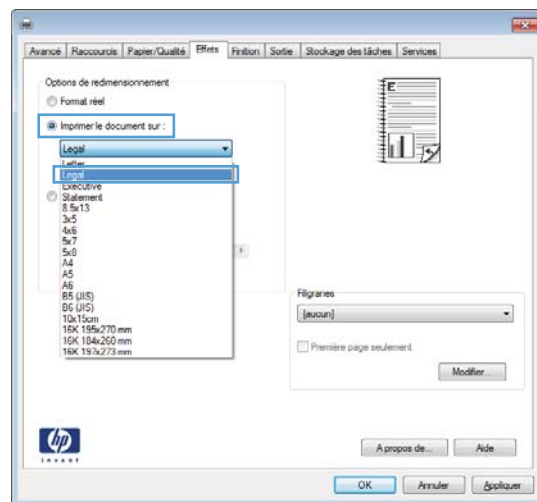 Avancé Raccourcis Papier/Qualité Effets Finition Sortie Stockage des tâches Services
Options de redimensionnement
Format réel
Imprimer le document sur :
Legal
Letter
Legal
Executive
Statement
8.5x13
3x5
4x6
5x7
5x8
A4
A5
A6
B5 (JIS)
B6 (JIS)
10x15cm
16K 195x270 mm
16K 184x260 mm
16K 197x273 mm
E
Filigranes
[aucun]
Première page seulement
Modifier...
hp
invent
A propos de... Aide
OK Annuler Appliquer